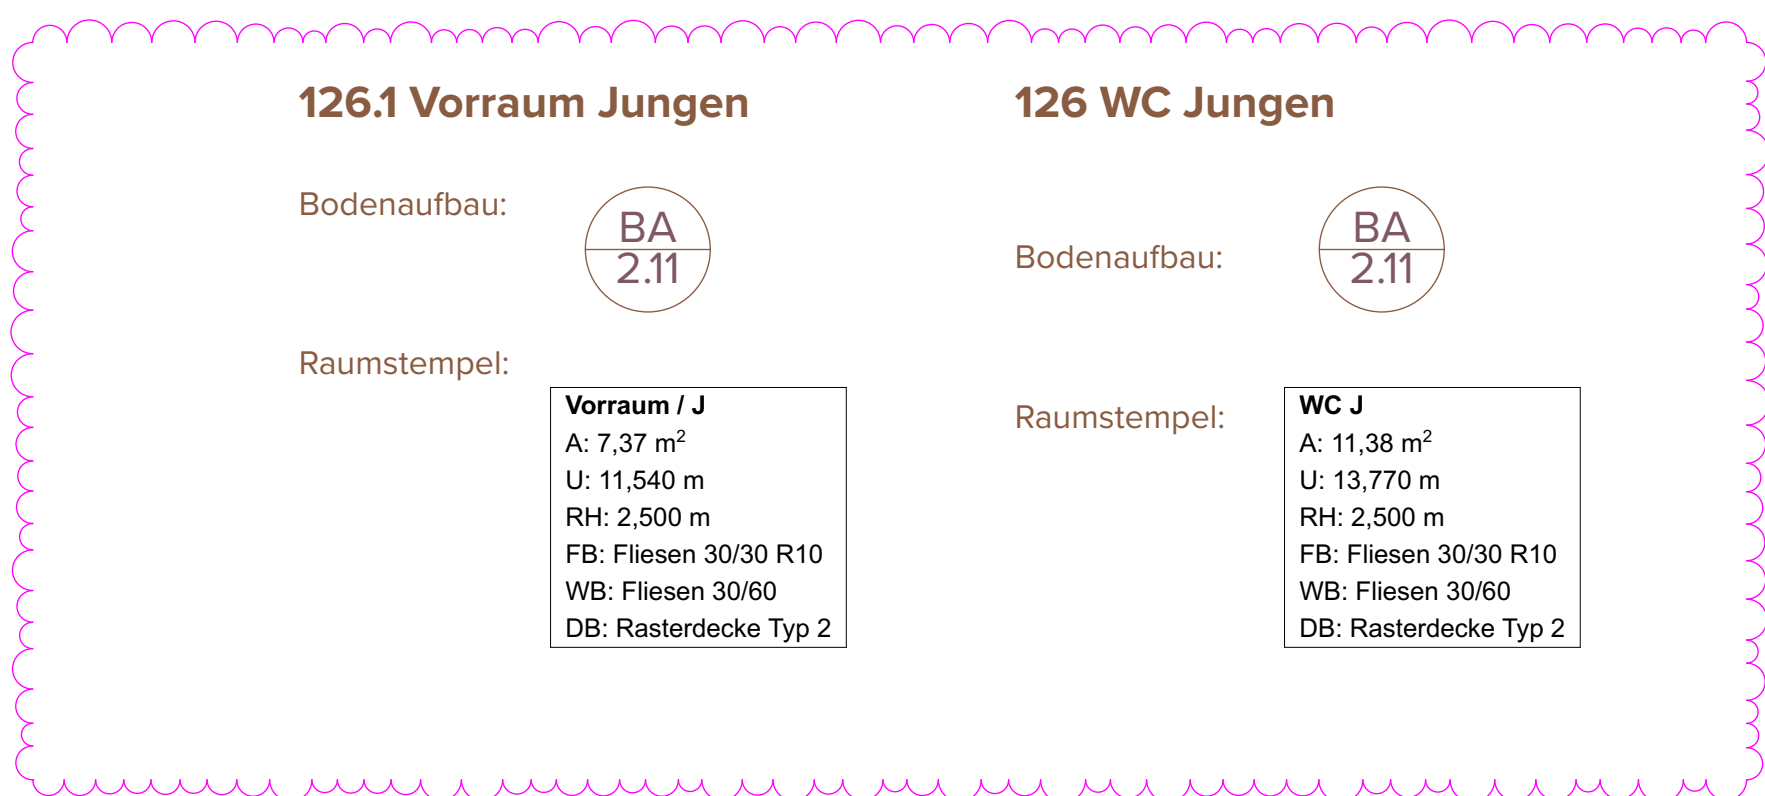 126.1 Vorraum Jungen
Bodenaufbau:
BA
2.11
Raumstempel:
Vorraum / J
A: 7,37 m²
U: 11,540 m
RH: 2,500 m
FB: Fliesen 30/30 R10
WB: Fliesen 30/60
DB: Rasterdecke Typ 2
126 WC Jungen
Bodenaufbau:
BA
2.11
Raumstempel:
WC J
A: 11,38 m²
U: 13,770 m
RH: 2,500 m
FB: Fliesen 30/30 R10
WB: Fliesen 30/60
DB: Rasterdecke Typ 2